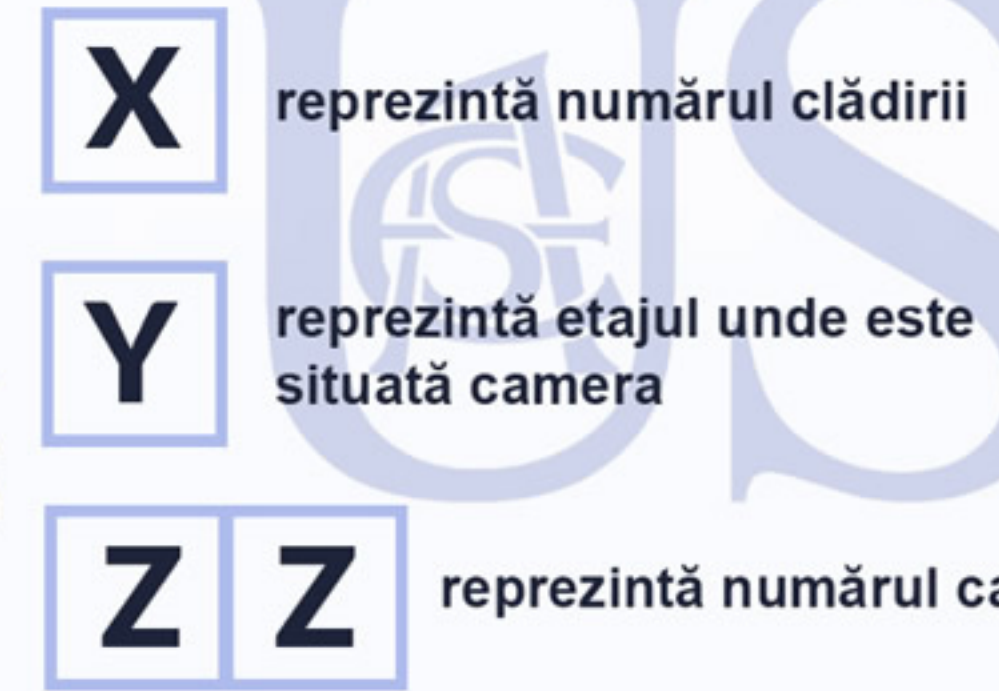 X
reprezintă numărul clădirii
Y
reprezintă etajul unde este
situată camera
Z Z
reprezintă numărul